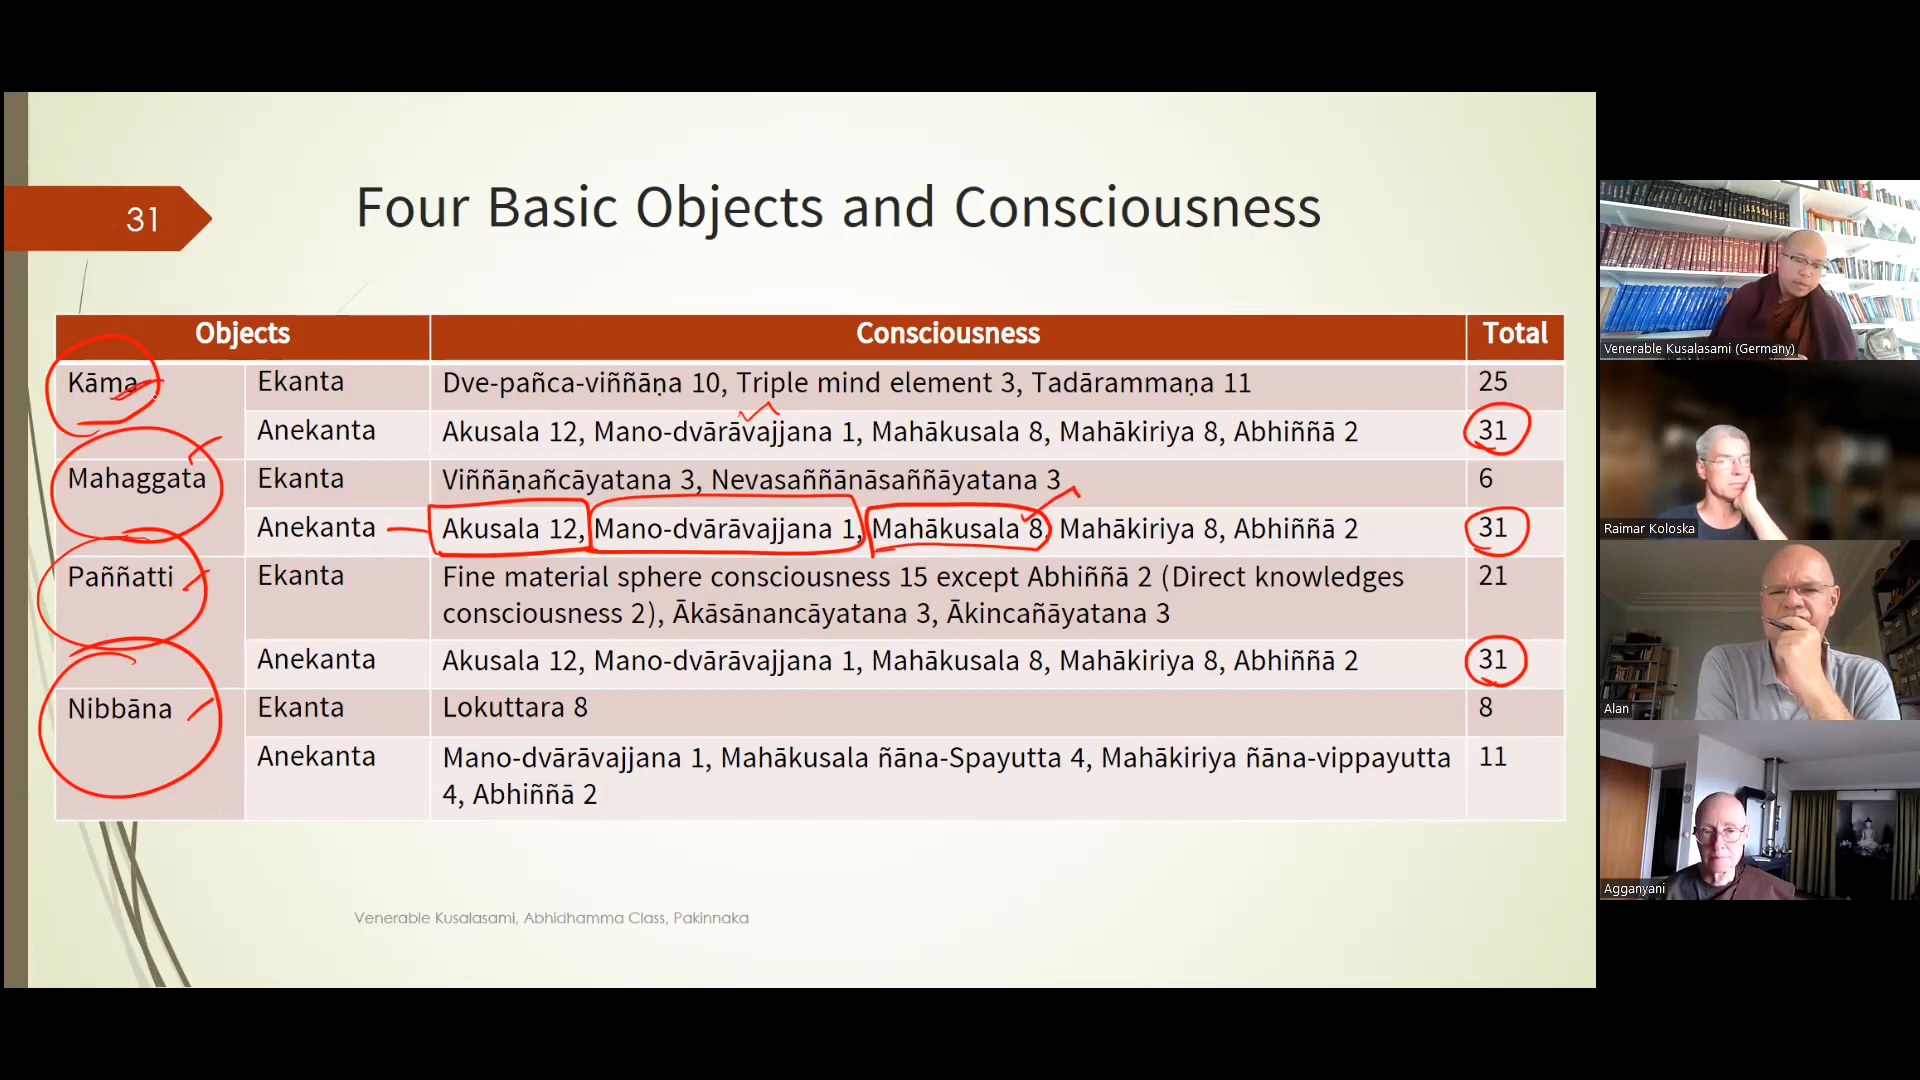 31
Four Basic Objects and Consciousness
Objects Consciousness Total
Kāma Ekanta Dve-pañca-viññāṇa 10, Triple mind element 3, Tadārammaṇa 11 25
Anekanta Akusala 12, Mano-dvārāvajjana 1, Mahākusala 8, Mahākiriya 8, Abhiññā 2 31
Mahaggata Ekanta Viññāṇañcāyatana 3, Nevasaññānāsaññāyatana 3 6
Anekanta Akusala 12, Mano-dvārāvajjana 1, Mahākusala 8, Mahākiriya 8, Abhiññā 2 31
Paññatti Ekanta Fine material sphere consciousness 15 except Abhiññā 2 (Direct knowledges 21
consciousness 2), Ākāsānancāyatana 3, Ākincañāyatana 3
Anekanta Akusala 12, Mano-dvārāvajjana 1, Mahākusala 8, Mahākiriya 8, Abhiññā 2 31
Nibbāna Ekanta Lokuttara 8 8
Anekanta Mano-dvārāvajjana 1, Mahākusala ñāna-Spayutta 4, Mahākiriya ñāna-vippayutta 11
4, Abhiññā 2
Venerable Kusalasami, Abhidhamma Class, Pakinnaka
Venerable Kusalasami (Germany)
Raimar Koloska
Alan
Agganyani